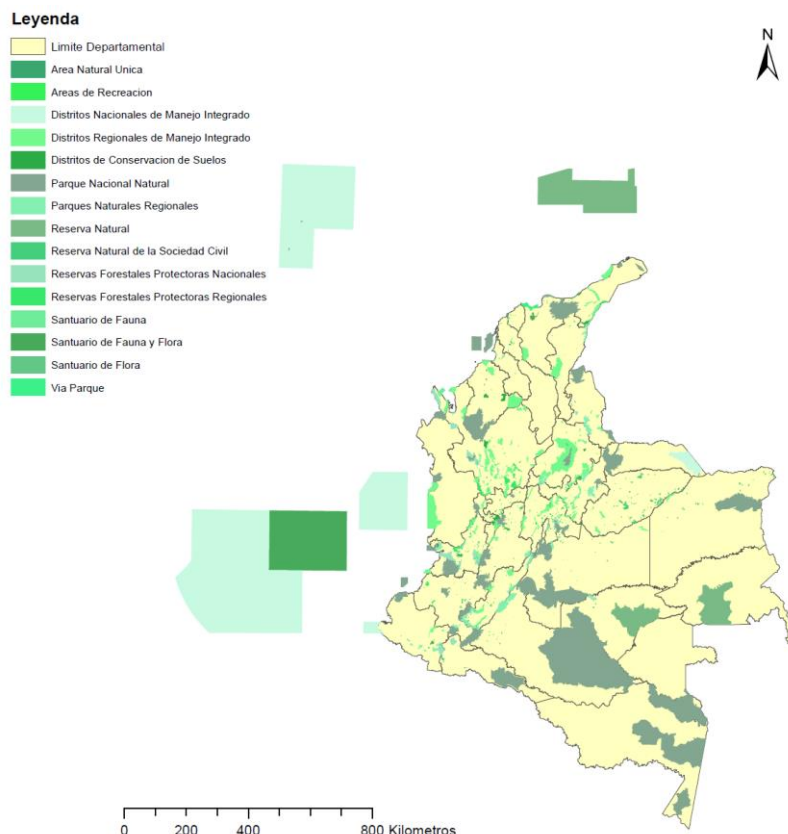 Leyenda
Limite Departamental
Area Natural Unica
Areas de Recreacion
Distritos Nacionales de Manejo Integrado
Distritos Regionales de Manejo Integrado
Distritos de Conservacion de Suelos
Parque Nacional Natural
Parques Naturales Regionales
Reserva Natural
Reserva Natural de la Sociedad Civil
Reservas Forestales Protectoras Nacionales
Reservas Forestales Protectoras Regionales
Santuario de Fauna
Santuario de Fauna y Flora
Santuario de Flora
Via Parque
N
0 200 400 800 Kilometros